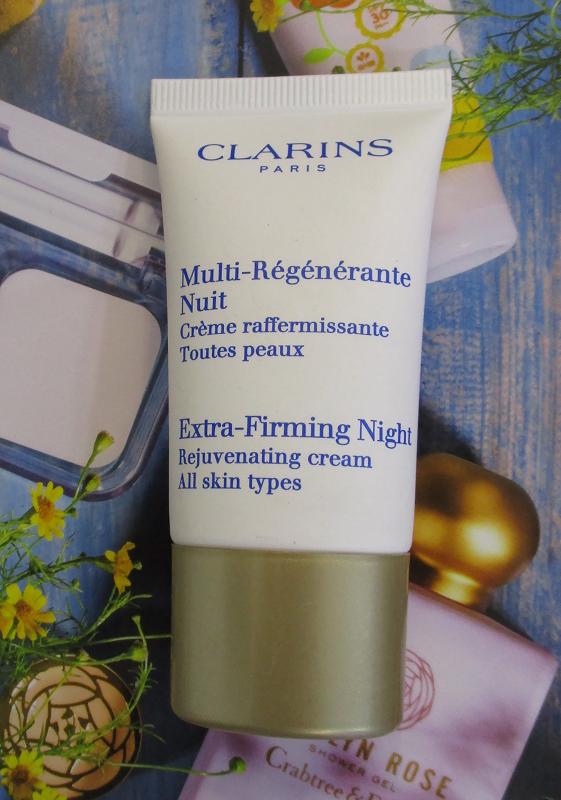 30
CLARINS
PARIS
Multi-Régénérante
Nuit
Crème raffermissante
Toutes peaux
Extra-Firming Night
Rejuvenating cream
All skin types
ROSE
SHOWER GEL
Crabtree &